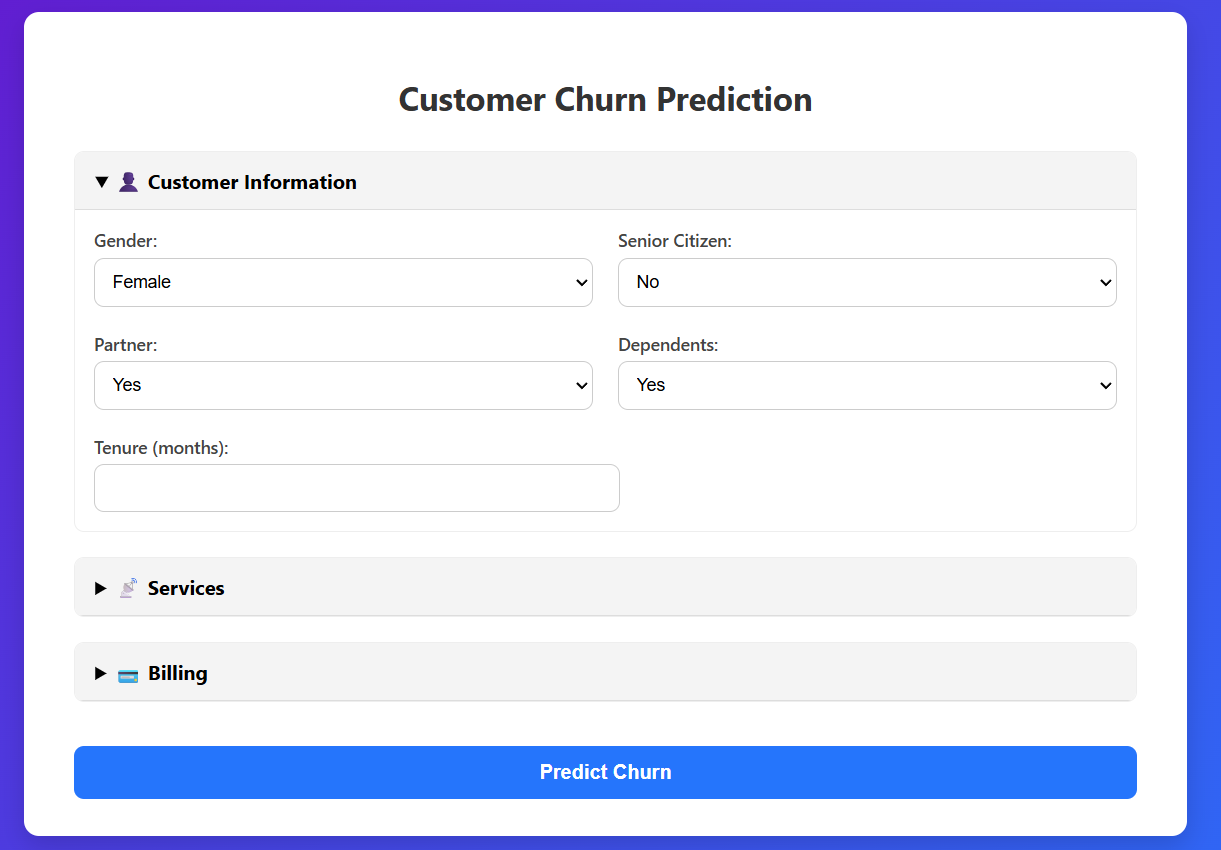 Customer Churn Prediction
Customer Information
Gender:
Senior Citizen:
Female
No
Partner:
Dependents:
Yes
Yes
Tenure (months):
Services
Billing
Predict Churn